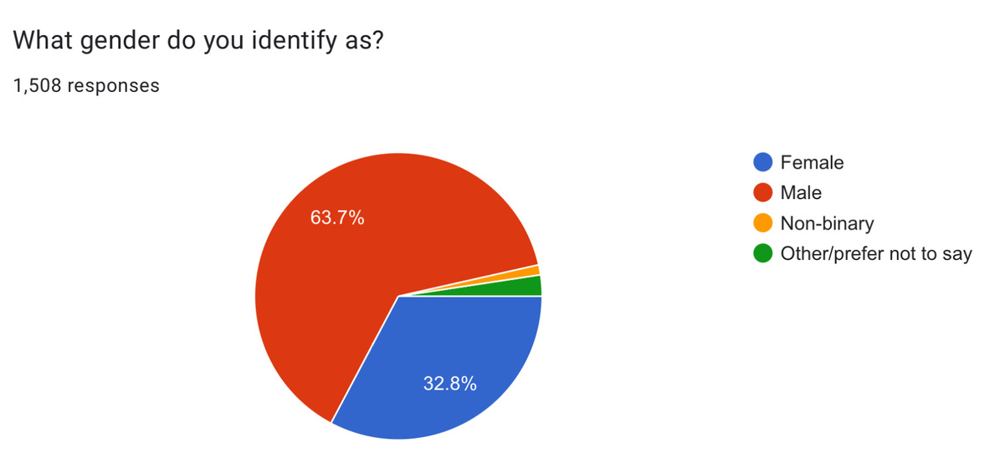 What gender do you identify as?
1,508 responses
63.7%
32.8%
Female
Male
Non-binary
Other/prefer not to say